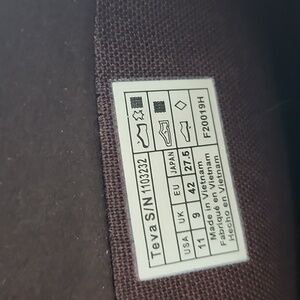 Teva S/N 1103232
USA UK EU JAPAN
11 9 42 27.5
Made in Vietnam
Fabriqué en Vietnam
Hecho en Vietnam
F20019H